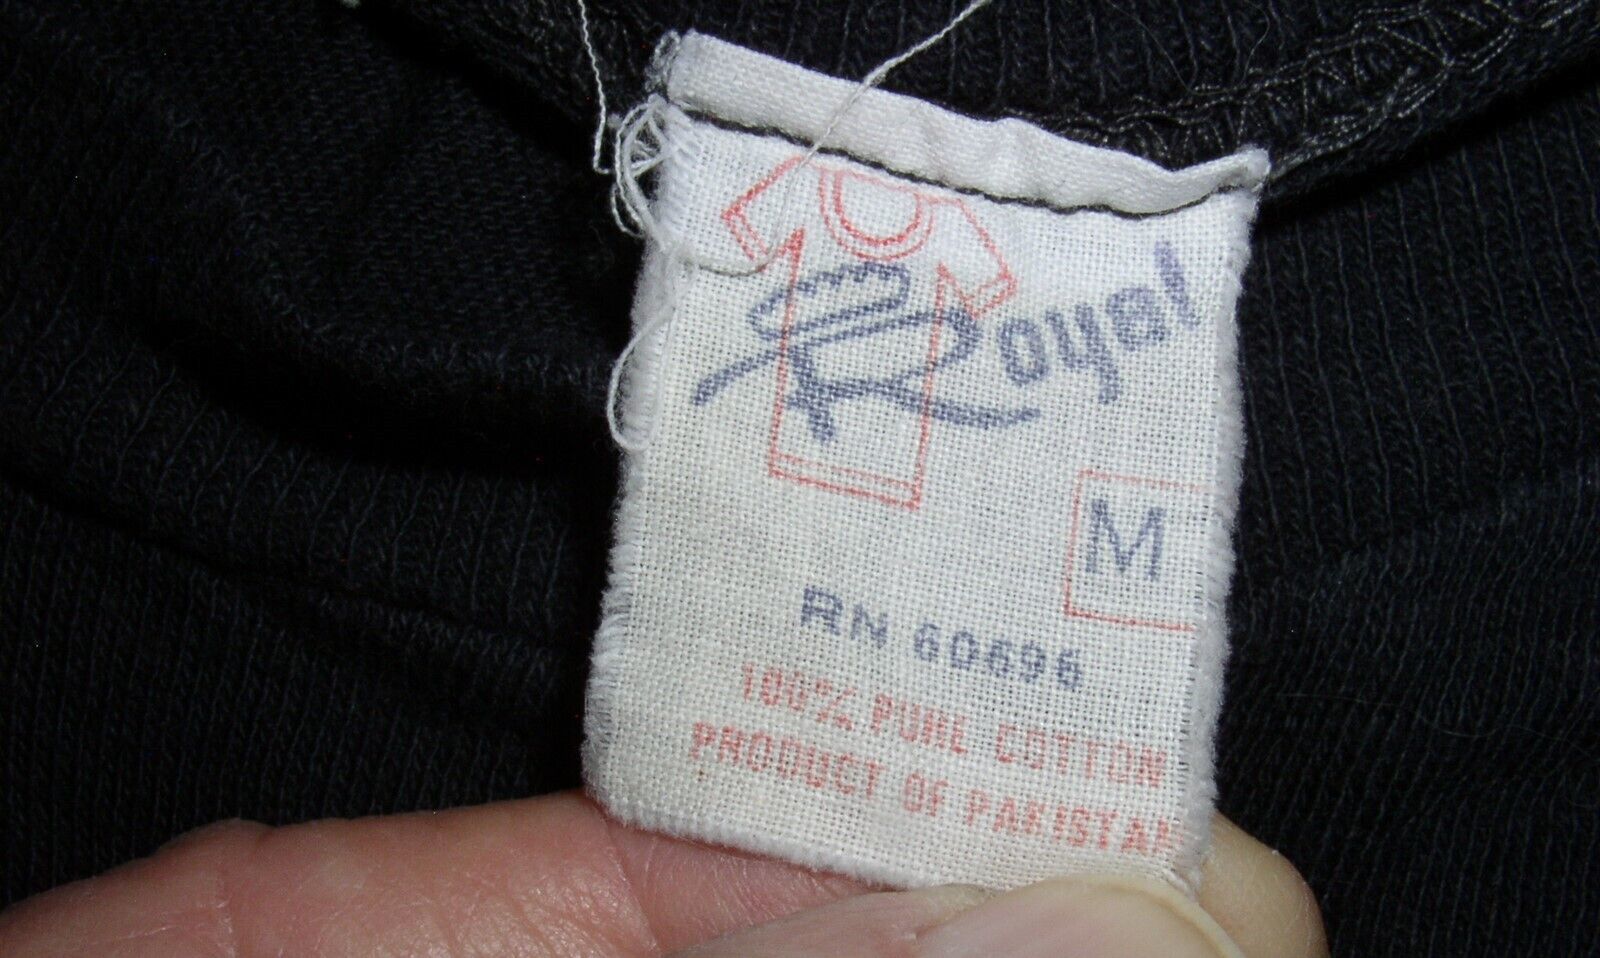 Royal
M
RN 60696
100% PURE COTTON
PRODUCT OF PAKISTAN